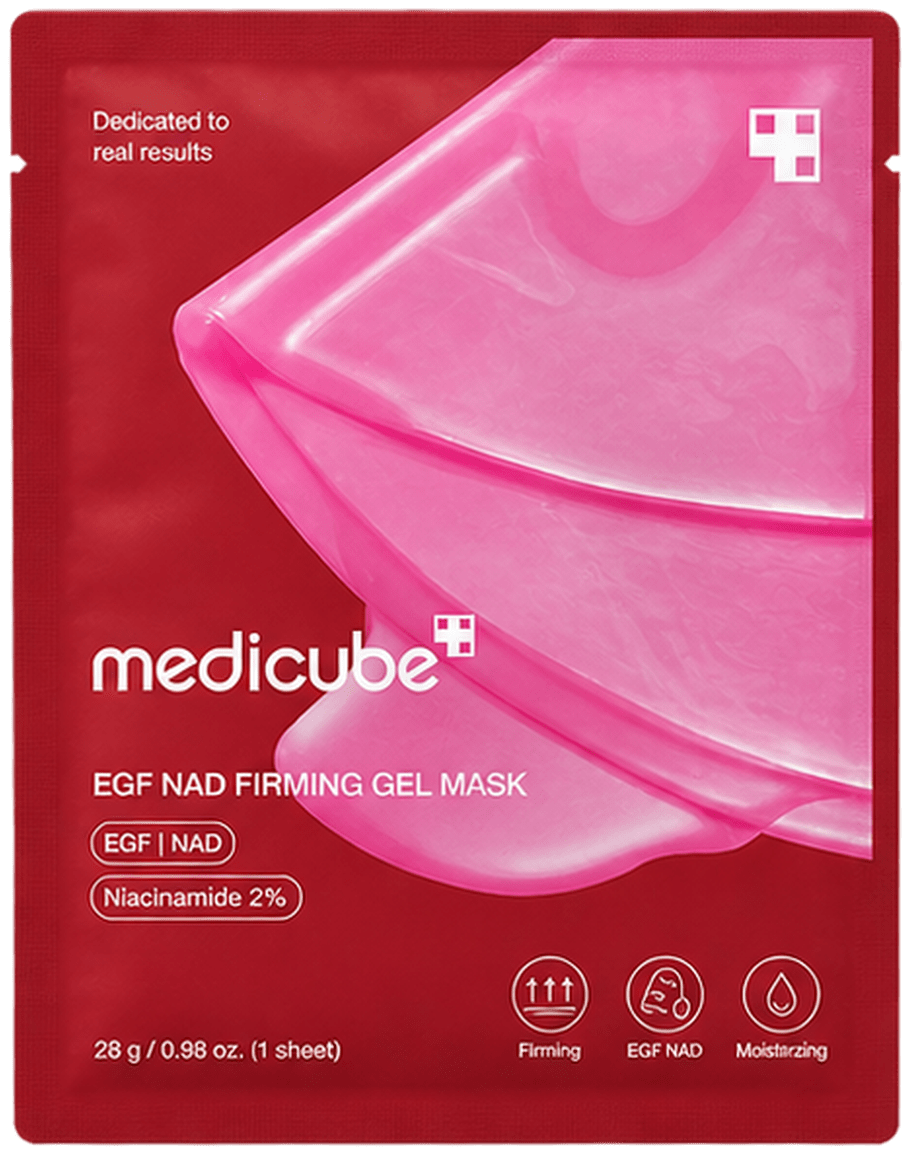 Dedicated to
real results
medicube
EGF NAD FIRMING GEL MASK
EGF | NAD
Niacinamide 2%
28 g / 0.98 oz. (1 sheet)
Firming
EGF NAD